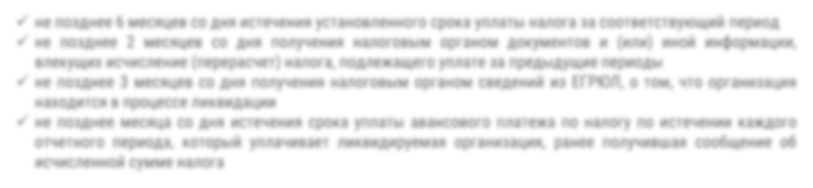 ✓ не позднее 6 месяцев со дня истечения установленного срока уплаты налога за соответствующий период
✓ не позднее 2 месяцев со дня получения налоговым органом документов и (или) иной информации,
влекущих исчисление (перерасчет) налога, подлежащего уплате за предыдущие периоды
✓ не позднее 3 месяцев со дня получения налоговым органом сведений из ЕГРЮЛ, о том, что организация
находится в процессе ликвидации
✓ не позднее месяца со дня истечения срока уплаты авансового платежа по налогу по истечении каждого
отчетного периода, который уплачивает ликвидируемая организация, ранее получившая сообщение об
исчисленной сумме налога